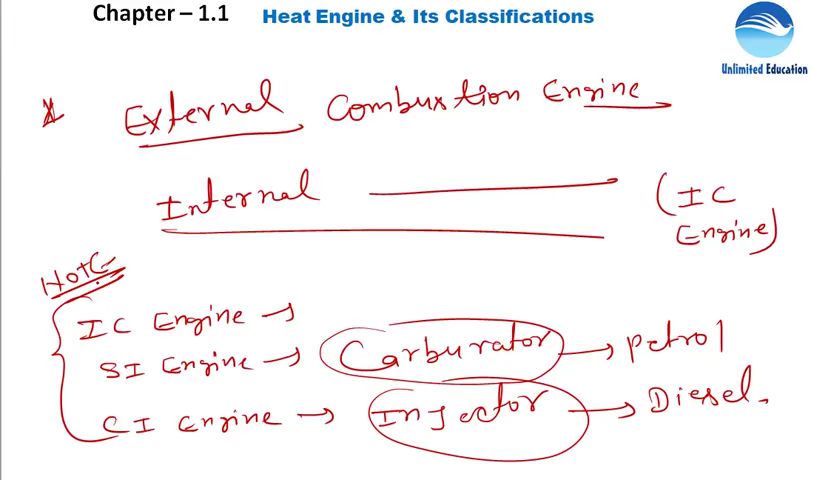 Chapter – 1.1 Heat Engine & Its Classifications
Unlimited Education
External Combustion Engine
Internal (IC
Engine)
IC Engine →
SI Engine → Carburator → Petrol
CI Engine → Injector → Diesel.